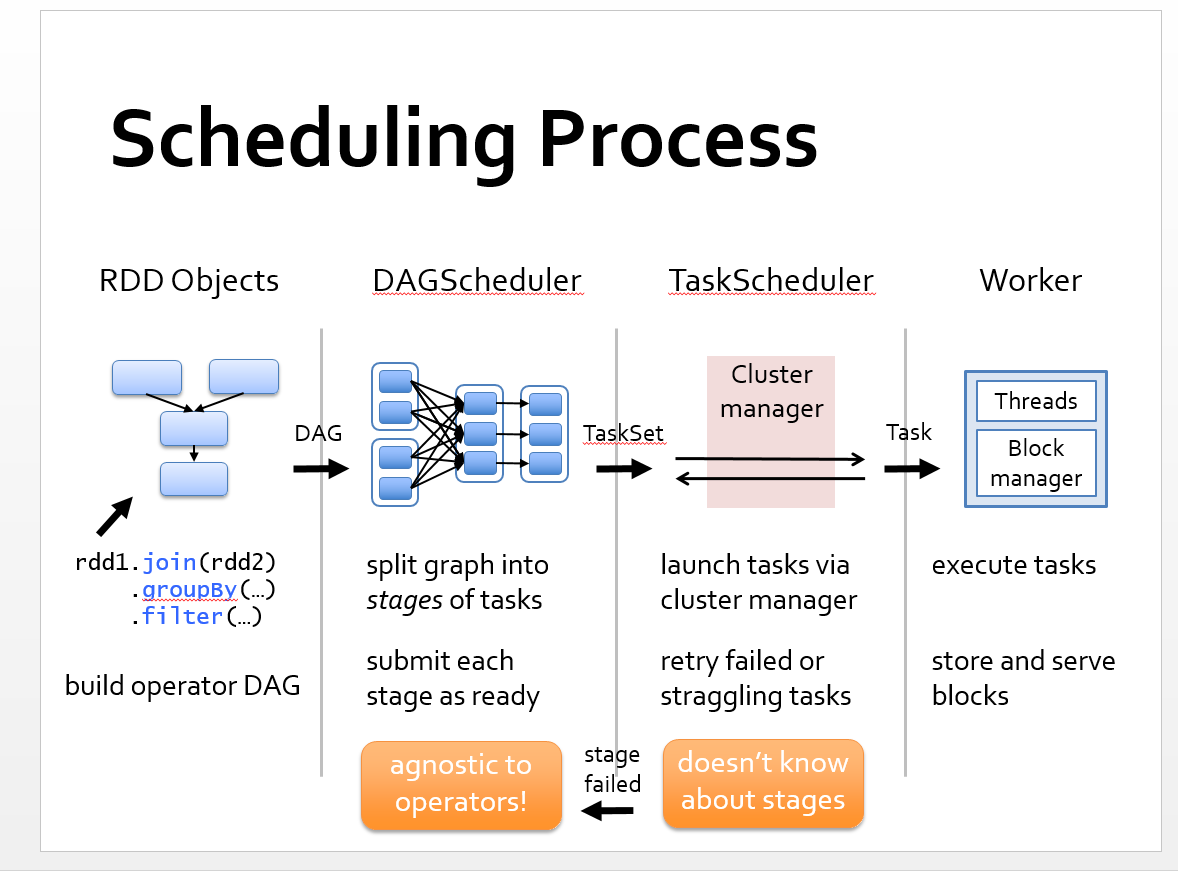 Scheduling Process
RDD Objects
DAG
rdd1.join(rdd2)
.groupBy(…)
.filter(…)
build operator DAG
DAGScheduler
TaskSet
split graph into
stages of tasks
submit each
stage as ready
agnostic to
operators!
stage
failed
TaskScheduler
Cluster
manager
Task
launch tasks via
cluster manager
retry failed or
straggling tasks
doesn’t know
about stages
Worker
Threads
Block
manager
execute tasks
store and serve
blocks